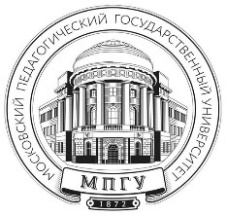 МОСКОВСКИЙ ПЕДАГОГИЧЕСКИЙ ГОСУДАРСТВЕННЫЙ УНИВЕРСИТЕТ
МПГУ
1872